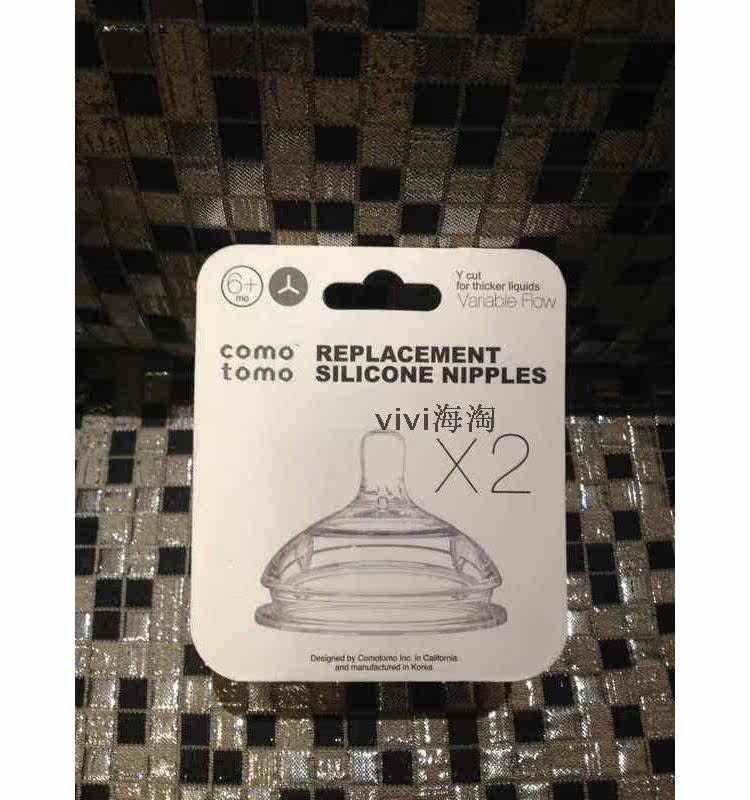 6+
mo
Y cut
for thicker liquids
Variable Flow
como
tomo
REPLACEMENT
SILICONE NIPPLES
vivi海淘
X2
Designed by Comotomo Inc. in California
and manufactured in Korea